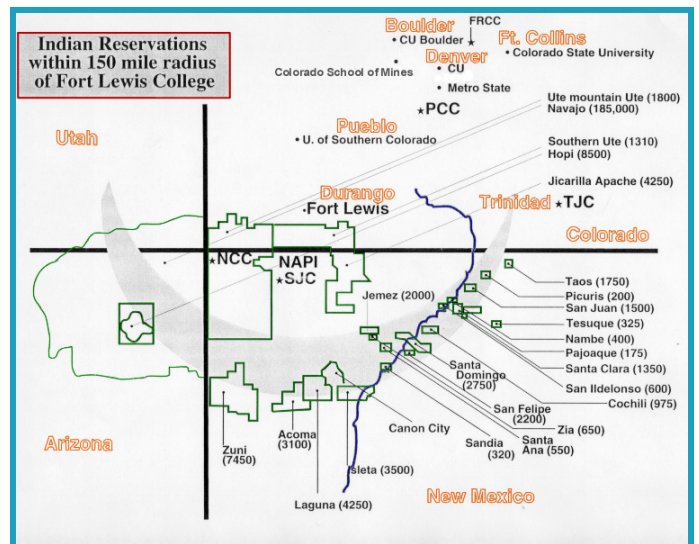 Indian Reservations
within 150 mile radius
of Fort Lewis College
Boulder
FRCC
CU Boulder
Ft. Collins
Colorado State University
Denver
CU
Colorado School of Mines
Metro State
PCC
Ute mountain Ute (1800)
Navajo (185,000)
Utah
Pueblo
U. of Southern Colorado
Southern Ute (1310)
Hopi (8500)
Jicarilla Apache (4250)
Durango
Fort Lewis
Trinidad
TJC
Colorado
NCC
NAPI
SJC
Taos (1750)
Picuris (200)
San Juan (1500)
Jemez (2000)
Tesuque (325)
Nambe (400)
Pajoaque (175)
Santa Clara (1350)
San Ildelonso (600)
Cochili (975)
Santa
Domingo
(2750)
San Felipe
(2200)
Zia (650)
Santa
Ana (550)
Sandia
(320)
Canon City
Arizona
Zuni
(7450)
Acoma
(3100)
sleta (3500)
Laguna (4250)
New Mexico